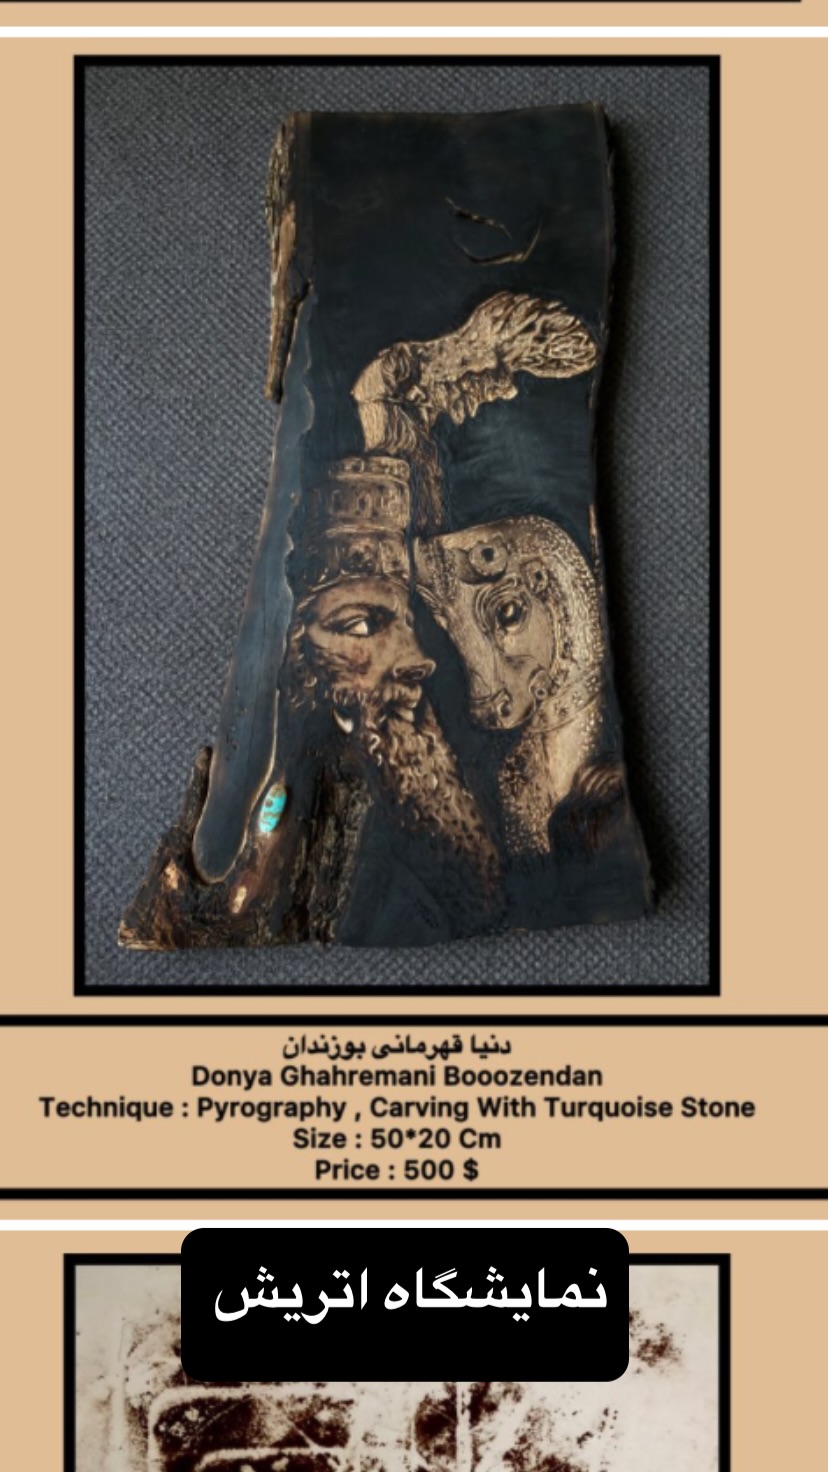 دنیا قهرمانی بوزندان
Donya Ghahremani Booozendan
Technique : Pyrography , Carving With Turquoise Stone
Size : 50*20 Cm
Price : 500 $
نمایشگاه اتریش